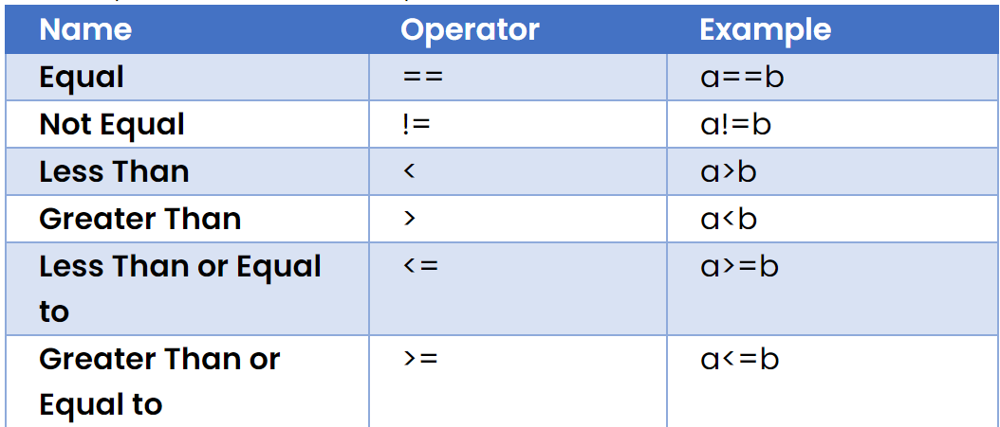 Name Operator Example
Equal == a==b
Not Equal != a!=b
Less Than < a>b
Greater Than > a<b
Less Than or Equal <= a>=b
to
Greater Than or >= a<=b
Equal to